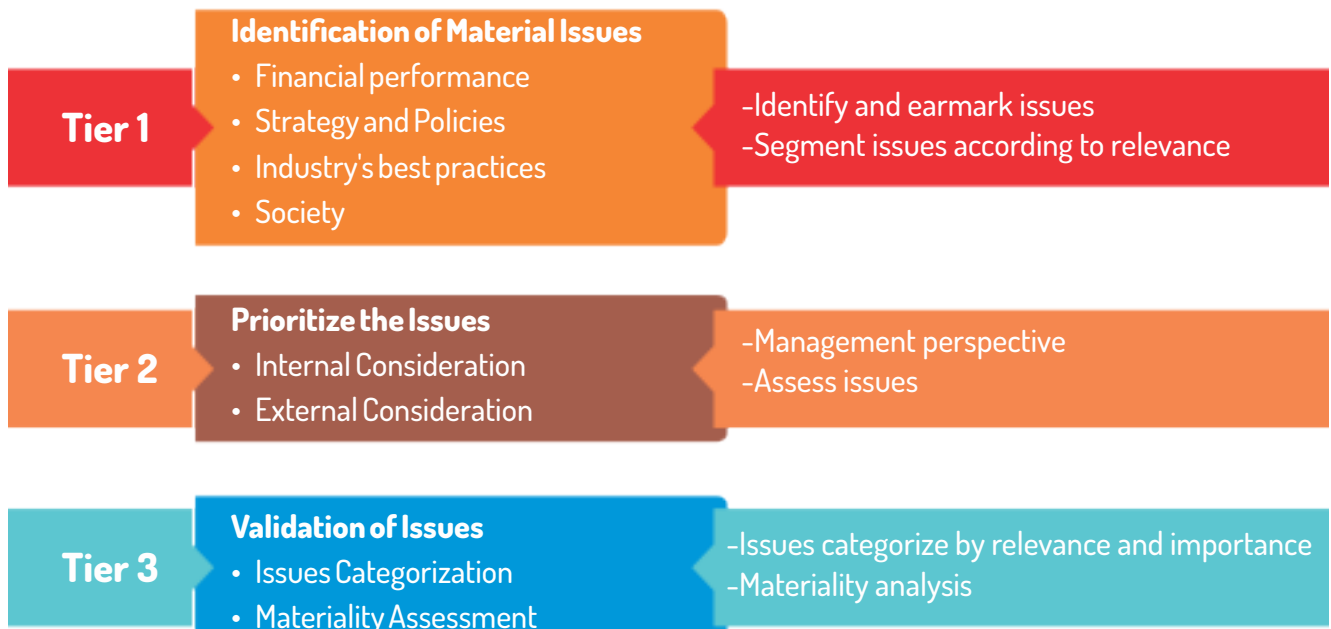 Tier 1
Identification of Material Issues
• Financial performance
• Strategy and Policies
• Industry's best practices
• Society
-Identify and earmark issues
-Segment issues according to relevance
Tier 2
Prioritize the Issues
• Internal Consideration
• External Consideration
-Management perspective
-Assess issues
Tier 3
Validation of Issues
• Issues Categorization
• Materiality Assessment
-Issues categorize by relevance and importance
-Materiality analysis